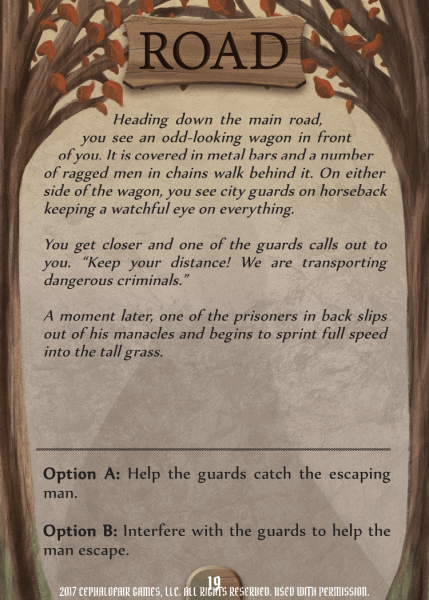 ROAD
Heading down the main road,
you see an odd-looking wagon in front
of you. It is covered in metal bars and a number
of ragged men in chains walk behind it. On either
side of the wagon, you see city guards on horseback
keeping a watchful eye on everything.
You get closer and one of the guards calls out to
you. “Keep your distance! We are transporting
dangerous criminals.”
A moment later, one of the prisoners in back slips
out of his manacles and begins to sprint full speed
into the tall grass.
Option A: Help the guards catch the escaping
man.
Option B: Interfere with the guards to help the
man escape.
19
2017 CEPHALOFAIR GAMES, LLC. ALL RIGHTS RESERVED. USED WITH PERMISSION.